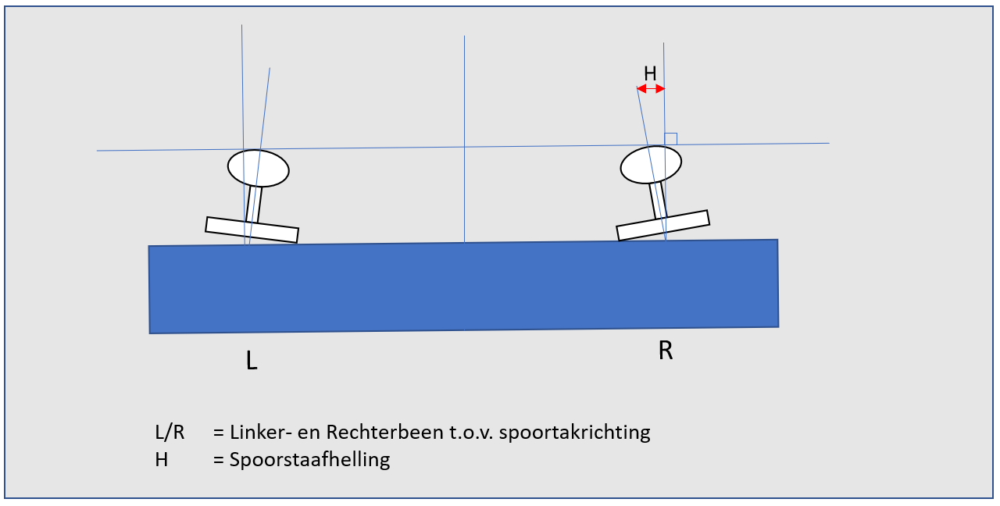 H
L
R
L/R = Linker- en Rechterbeen t.o.v. spoortakrichting
H = Spoorstaafhelling